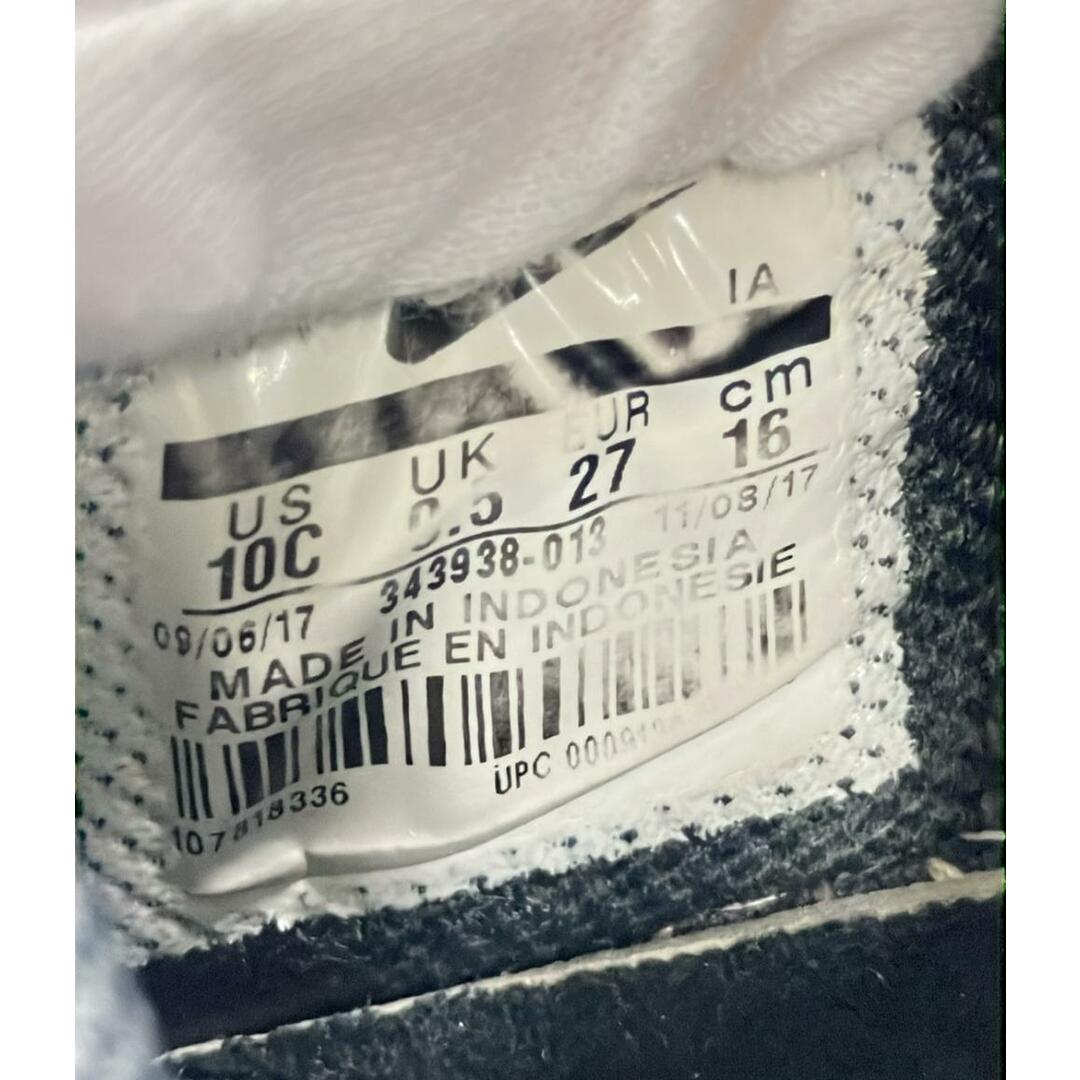 IA
US UK EUR cm
10C 27 16
343938-013
09/06/17 11/08/17
MADE IN INDONESIA
FABRIQUE EN INDONESIE
UPC
107818336